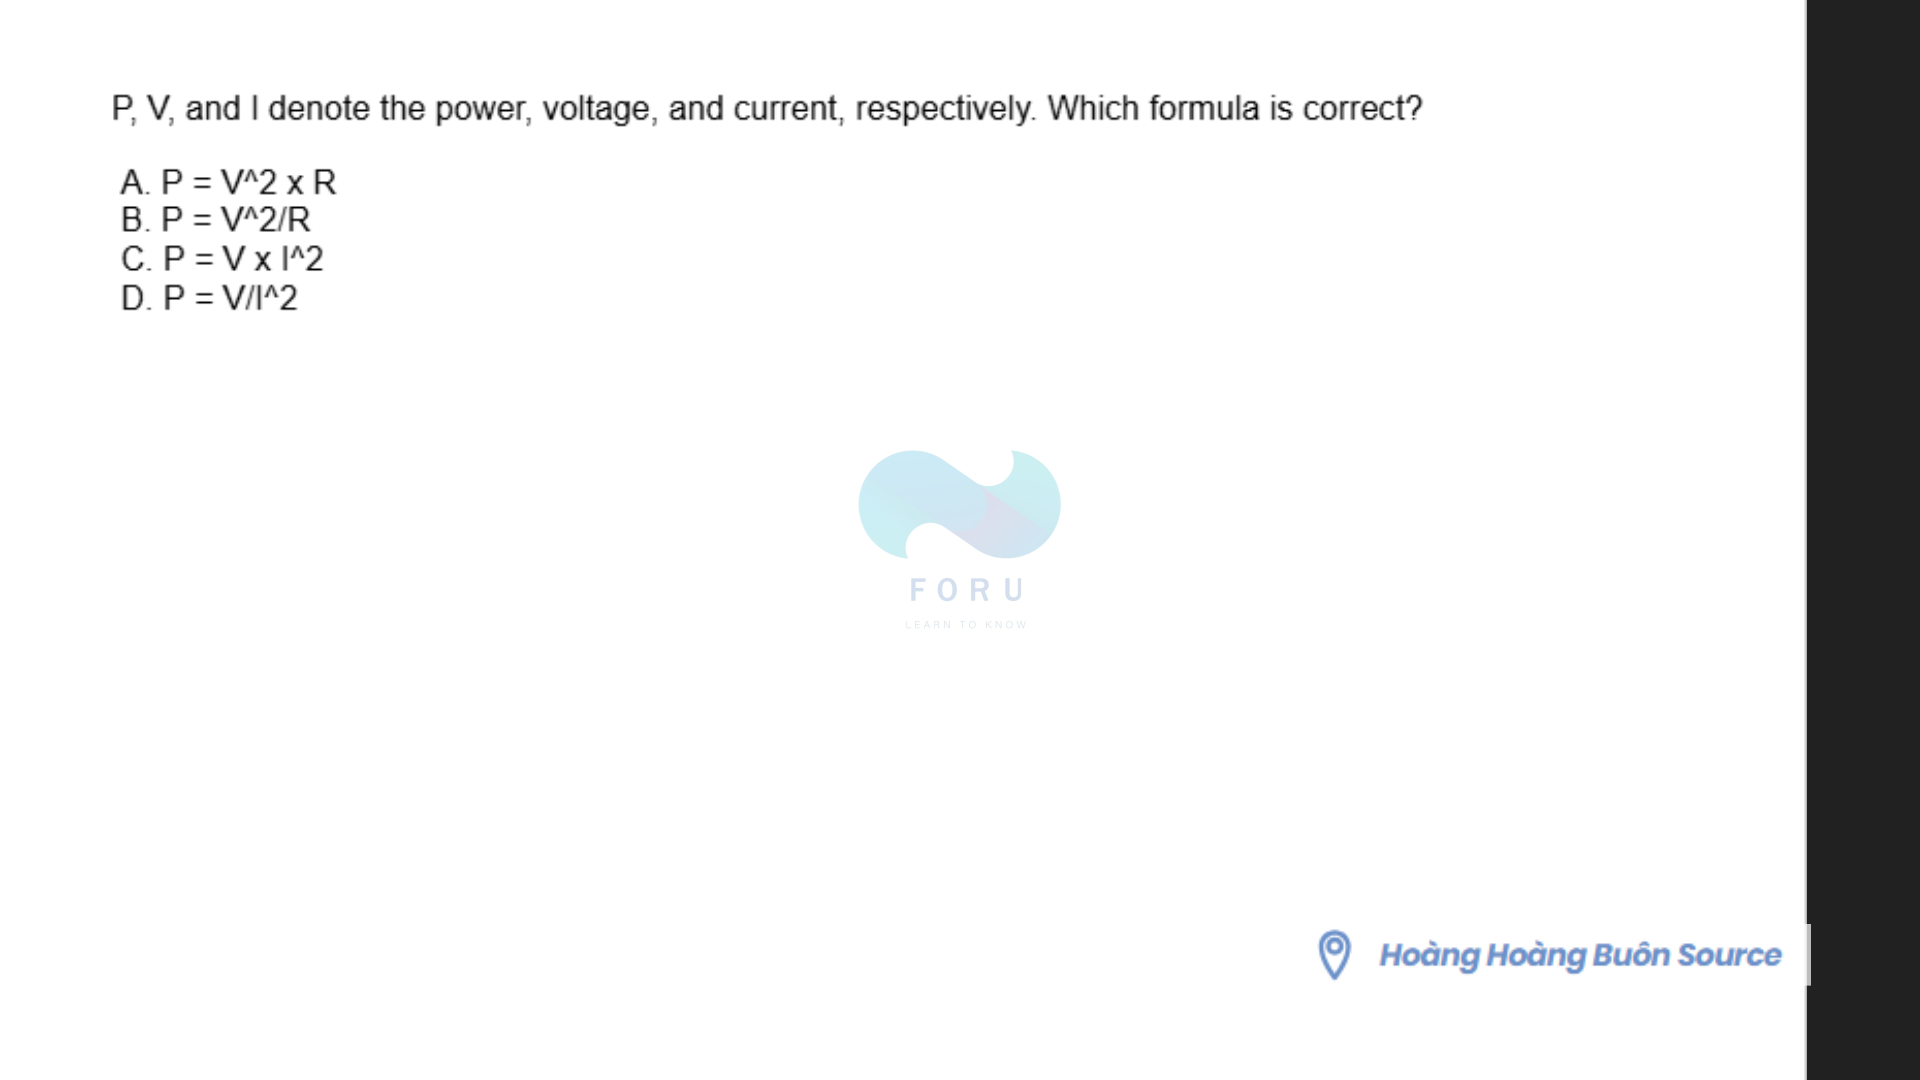 P, V, and I denote the power, voltage, and current, respectively. Which formula is correct?
A. P = V^2 x R
B. P = V^2/R
C. P = V x I^2
D. P = V/I^2
FORU
LEARN TO KNOW
Hoàng Hoàng Buôn Source